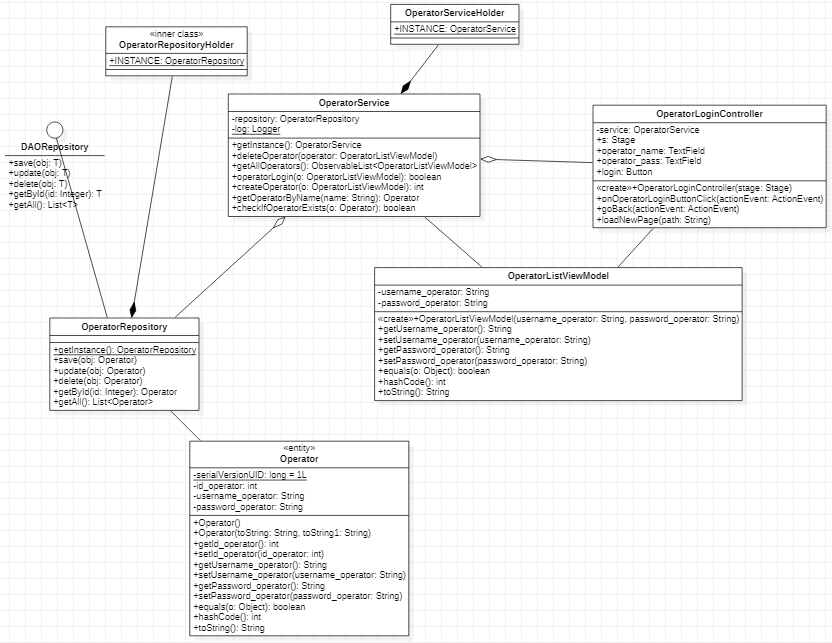 OperatorServiceHolder
+INSTANCE: OperatorService
«inner class»
OperatorRepositoryHolder
+INSTANCE: OperatorRepository
OperatorService
-repository: OperatorRepository
-log: Logger
+getInstance(): OperatorService
+deleteOperator(operator: OperatorListViewModel)
+getAllOperators(): ObservableList<OperatorListViewModel>
+operatorLogin(o: OperatorListViewModel): boolean
+createOperator(o: OperatorListViewModel): int
+getOperatorByName(name: String): Operator
+checkIfOperatorExists(o: Operator): boolean
OperatorLoginController
-service: OperatorService
+s: Stage
+operator_name: TextField
+operator_pass: TextField
+login: Button
«create»+OperatorLoginController(stage: Stage)
+onOperatorLoginButtonClick(actionEvent: ActionEvent)
+goBack(actionEvent: ActionEvent)
+loadNewPage(path: String)
DAORepository
+save(obj: T)
+update(obj: T)
+delete(obj: T)
+getById(id: Integer): T
+getAll(): List<T>
OperatorListViewModel
-username_operator: String
-password_operator: String
«create»+OperatorListViewModel(username_operator: String, password_operator: String)
+getUsername_operator(): String
+setUsername_operator(username_operator: String)
+getPassword_operator(): String
+setPassword_operator(password_operator: String)
+equals(o: Object): boolean
+hashCode(): int
+toString(): String
OperatorRepository
+getInstance(): OperatorRepository
+save(obj: Operator)
+update(obj: Operator)
+delete(obj: Operator)
+getById(id: Integer): Operator
+getAll(): List<Operator>
«entity»
Operator
-serialVersionUID: long = 1L
-id_operator: int
-username_operator: String
-password_operator: String
+Operator()
+Operator(toString: String, toString1: String)
+getId_operator(): int
+setId_operator(id_operator: int)
+getUsername_operator(): String
+setUsername_operator(username_operator: String)
+getPassword_operator(): String
+setPassword_operator(password_operator: String)
+equals(o: Object): boolean
+hashCode(): int
+toString(): String